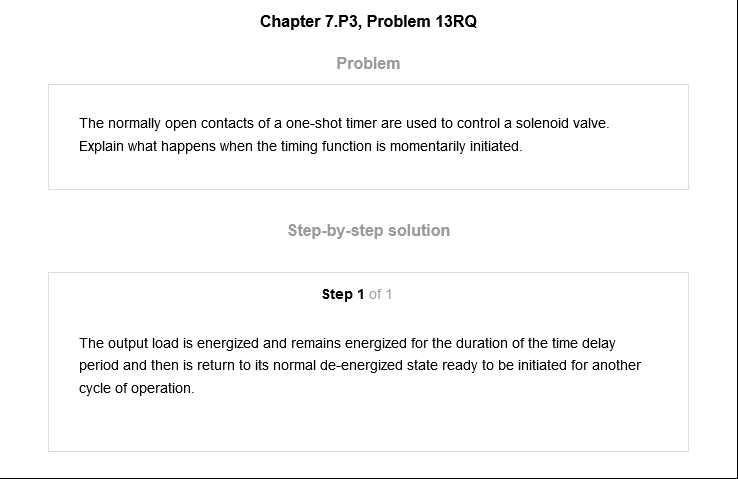 Chapter 7.P3, Problem 13RQ
Problem
The normally open contacts of a one-shot timer are used to control a solenoid valve.
Explain what happens when the timing function is momentarily initiated.
Step-by-step solution
Step 1 of 1
The output load is energized and remains energized for the duration of the time delay
period and then is return to its normal de-energized state ready to be initiated for another
cycle of operation.